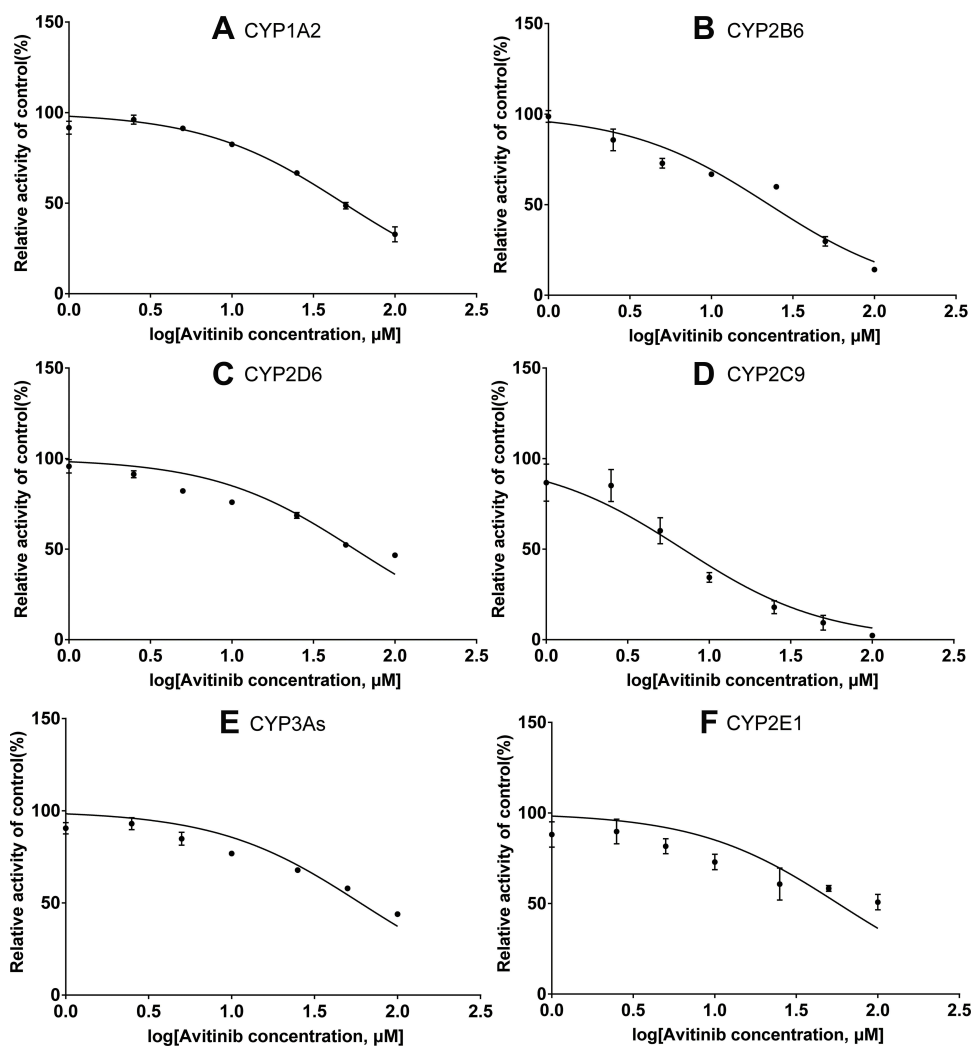 A CYP1A2
Relative activity of control(%)
150
100
50
0
0.0 0.5 1.0 1.5 2.0 2.5
log[Avitinib concentration, µM]
B CYP2B6
Relative activity of control(%)
150
100
50
0
0.0 0.5 1.0 1.5 2.0 2.5
log[Avitinib concentration, µM]
C CYP2D6
Relative activity of control(%)
150
100
50
0
0.0 0.5 1.0 1.5 2.0 2.5
log[Avitinib concentration, µM]
D CYP2C9
Relative activity of control(%)
150
100
50
0
0.0 0.5 1.0 1.5 2.0 2.5
log[Avitinib concentration, µM]
E CYP3As
Relative activity of control(%)
150
100
50
0
0.0 0.5 1.0 1.5 2.0 2.5
log[Avitinib concentration, µM]
F CYP2E1
Relative activity of control(%)
150
100
50
0
0.0 0.5 1.0 1.5 2.0 2.5
log[Avitinib concentration, µM]